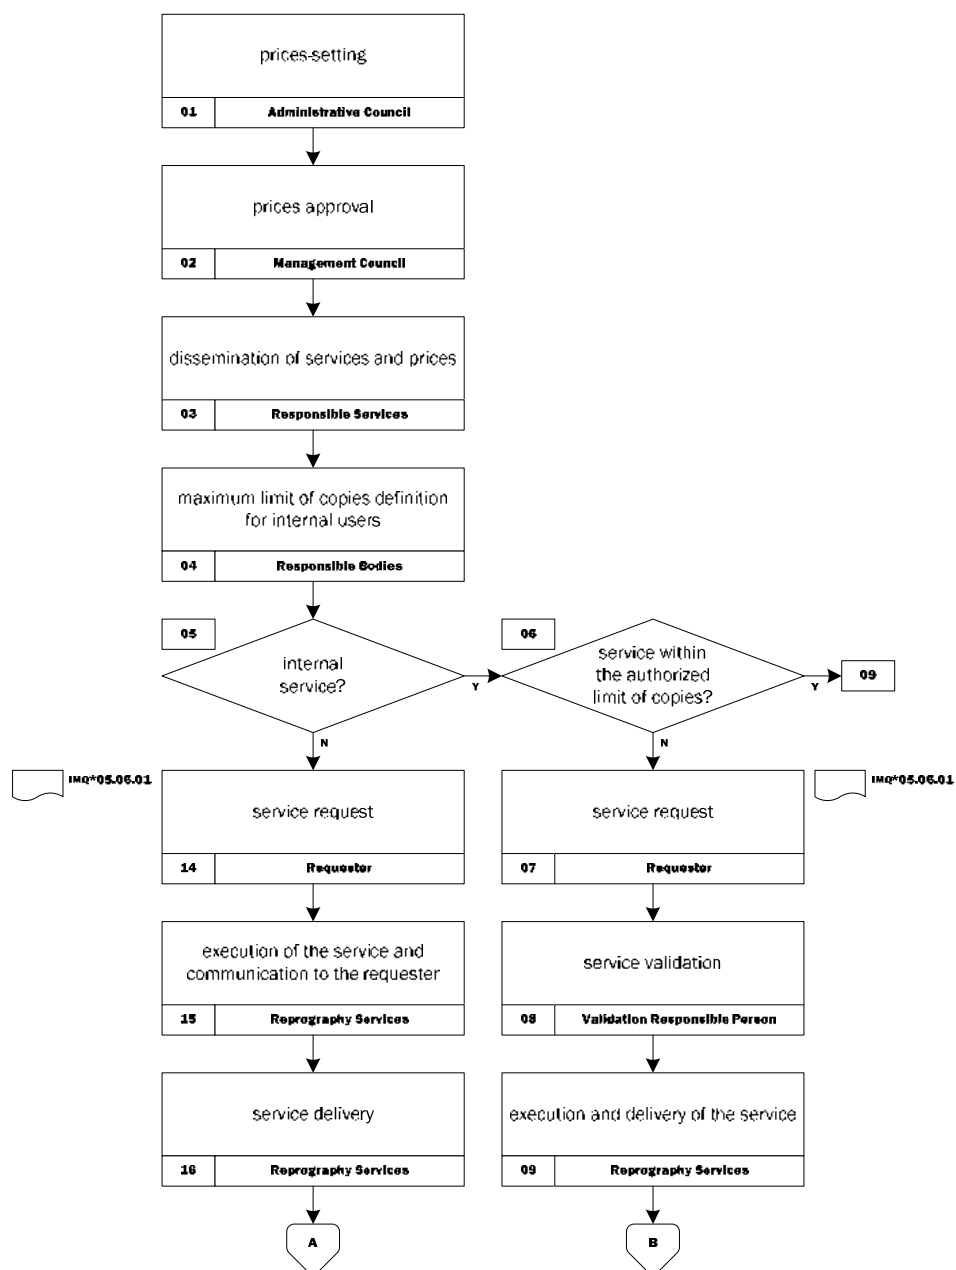 prices-setting
01 Administrative Council
prices approval
02 Management Council
dissemination of services and prices
03 Responsible Services
maximum limit of copies definition
for internal users
04 Responsible Bodies
05
internal
service?
Y
N
06
service within
the authorized
limit of copies?
Y
N
09
IMQ*05.06.01
service request
14 Requester
service request
07 Requester
IMQ*05.06.01
execution of the service and
communication to the requester
15 Reprography Services
service validation
08 Validation Responsible Person
service delivery
16 Reprography Services
execution and delivery of the service
09 Reprography Services
A
B